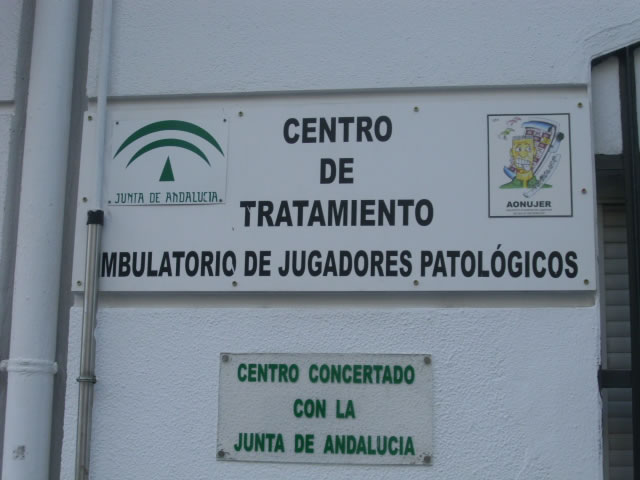 CENTRO
DE
TRATAMIENTO
MBULATORIO DE JUGADORES PATOLÓGICOS
JUNTA DE ANDALUCIA
AONUJER
CENTRO CONCERTADO
CON LA
JUNTA DE ANDALUCIA